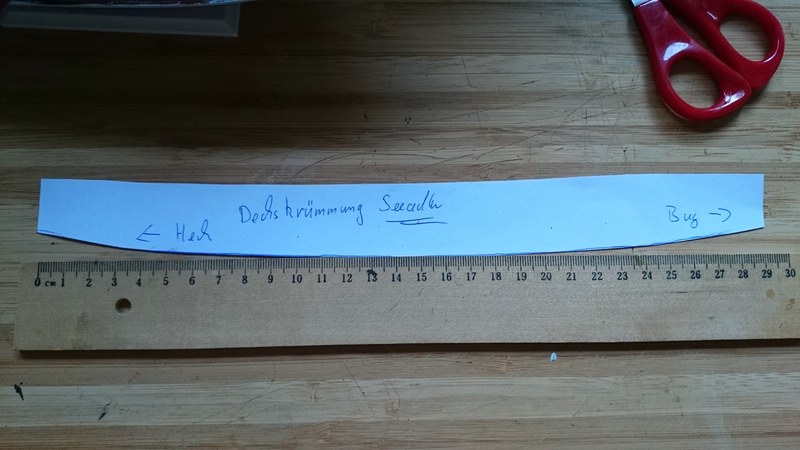 Deckskrümmung Seeadler
← Heck
Bug →
0 cm 1 2 3 4 5 6 7 8 9 10 11 12 13 14 15 16 17 18 19 20 21 22 23 24 25 26 27 28 29 30